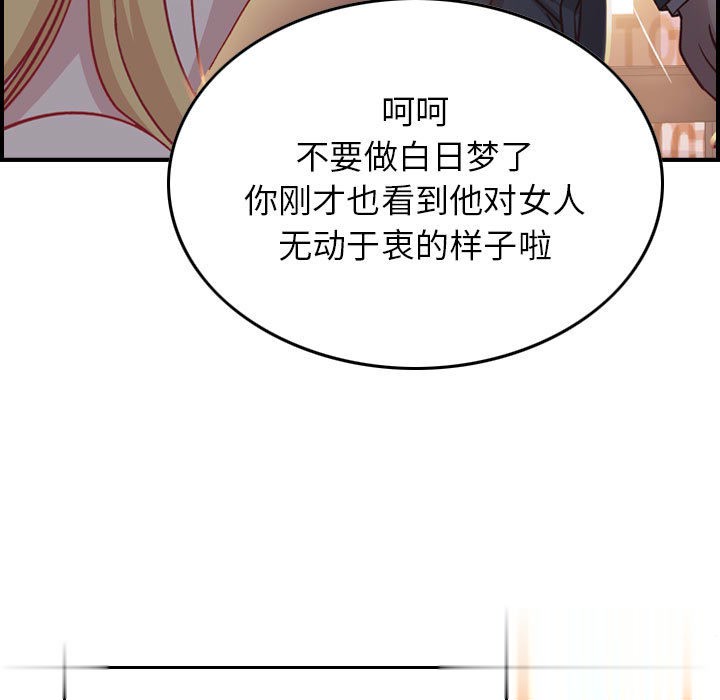 呵呵
不要做白日梦了
你刚才也看到他对女人
无动于衷的样子啦